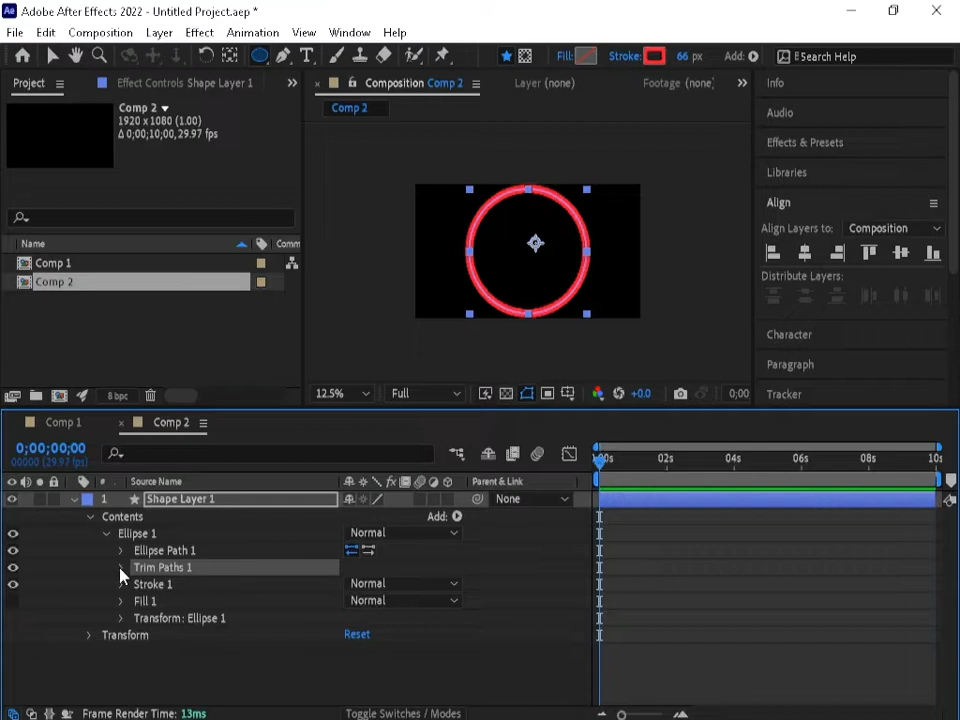 Ae Adobe After Effects 2022 - Untitled Project.aep *
File Edit Composition Layer Effect Animation View Window Help
Fill: Stroke: 66 px Add: Search Help
Project Effect Controls Shape Layer 1
Composition Comp 2 Layer (none) Footage (none)
Comp 2
1920 x 1080 (1.00)
Δ 0;00;10;00, 29.97 fps
Comp 2
Info
Audio
Effects & Presets
Libraries
Align
Align Layers to: Composition
Distribute Layers:
Character
Paragraph
Tracker
Name Comm
Comp 1
Comp 2
8 bpc
12.5% Full +0.0 0;00
Comp 1 Comp 2
0;00;00;00
00000 (29.97 fps)
02s 04s 06s 08s 10s
# Source Name fx Parent & Link
1 Shape Layer 1 None
Contents Add:
Ellipse 1 Normal
Ellipse Path 1
Trim Paths 1
Stroke 1 Normal
Fill 1 Normal
Transform: Ellipse 1
Transform Reset
Frame Render Time: 13ms Toggle Switches / Modes